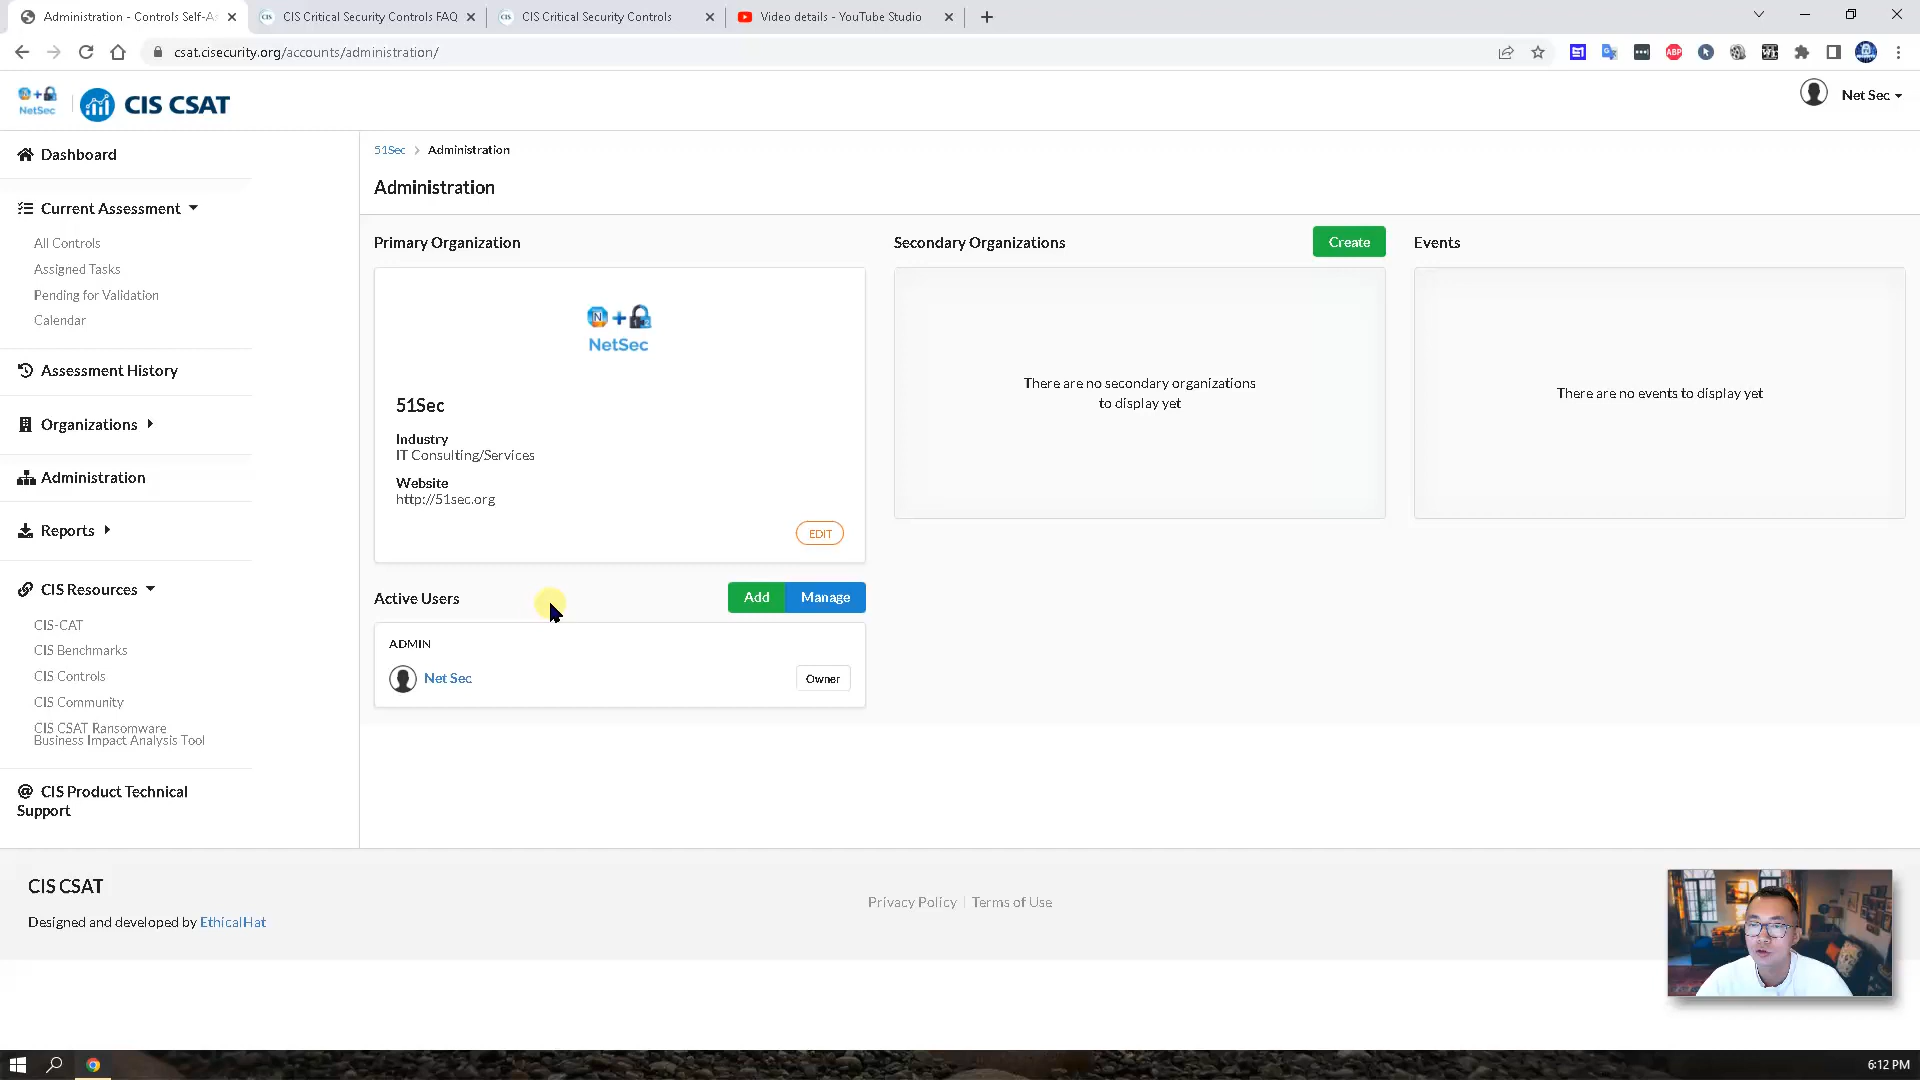 Administration - Controls Self-As
CIS Critical Security Controls FAQ
CIS Critical Security Controls
Video details - YouTube Studio
csat.cisecurity.org/accounts/administration/
NetSec
CIS CSAT
Net Sec
Dashboard
Current Assessment
All Controls
Assigned Tasks
Pending for Validation
Calendar
Assessment History
Organizations
Administration
Reports
CIS Resources
CIS-CAT
CIS Benchmarks
CIS Controls
CIS Community
CIS CSAT Ransomware
Business Impact Analysis Tool
CIS Product Technical
Support
51Sec > Administration
Administration
Primary Organization
NetSec
51Sec
Industry
IT Consulting/Services
Website
http://51sec.org
EDIT
Active Users
Add
Manage
ADMIN
Net Sec
Owner
Secondary Organizations
Create
There are no secondary organizations
to display yet
Events
There are no events to display yet
CIS CSAT
Designed and developed by EthicalHat
Privacy Policy | Terms of Use
6:12 PM